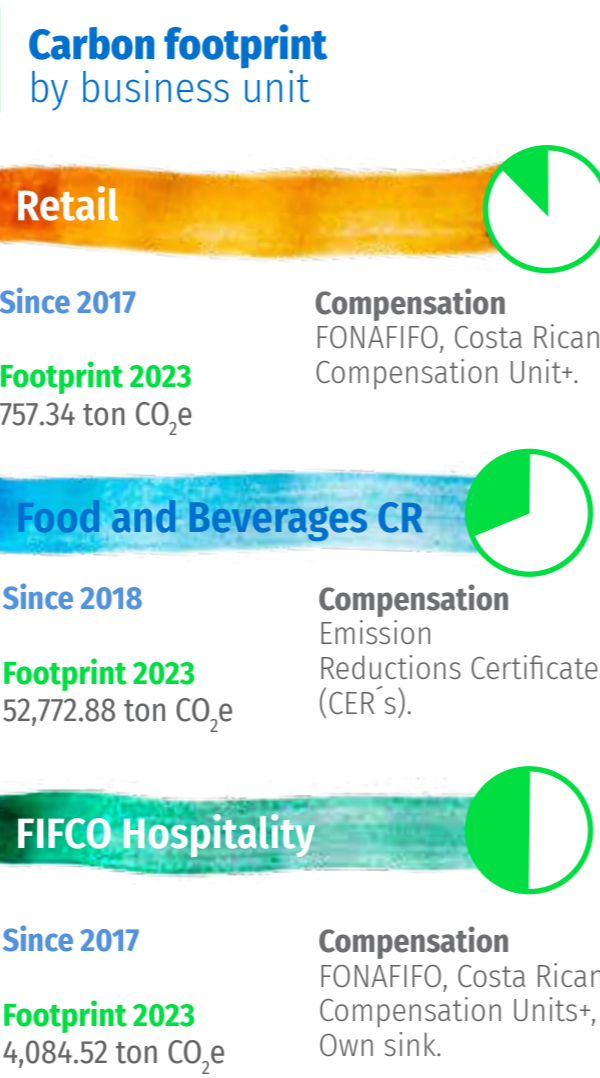 Carbon footprint
by business unit
Retail
Since 2017
Footprint 2023
757.34 ton CO₂e
Compensation
FONAFIFO, Costa Rican
Compensation Unit+.
Food and Beverages CR
Since 2018
Footprint 2023
52,772.88 ton CO₂e
Compensation
Emission
Reductions Certificate
(CER´s).
FIFCO Hospitality
Since 2017
Footprint 2023
4,084.52 ton CO₂e
Compensation
FONAFIFO, Costa Rican
Compensation Units+,
Own sink.